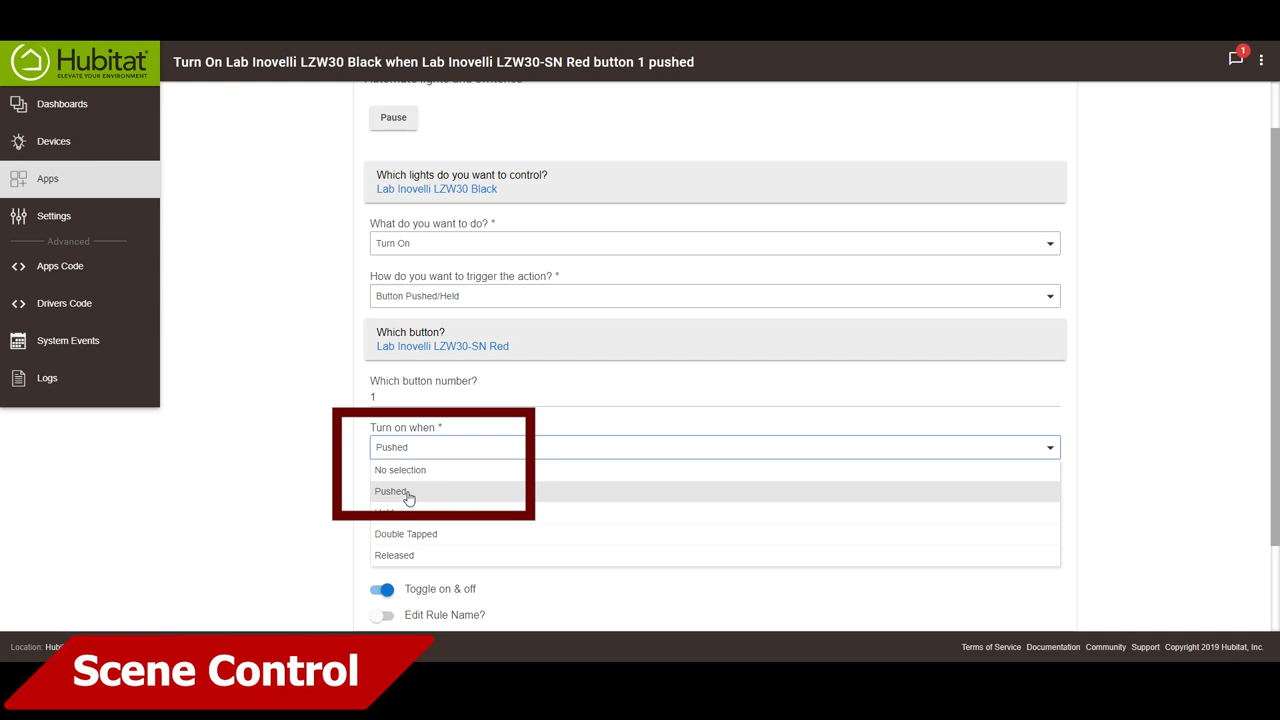 Hubitat
ELEVATE YOUR ENVIRONMENT
Turn On Lab Inovelli LZW30 Black when Lab Inovelli LZW30-SN Red button 1 pushed
1
Dashboards
Devices
Apps
Settings
Advanced
Apps Code
Drivers Code
System Events
Logs
Automate lights and switches
Pause
Which lights do you want to control?
Lab Inovelli LZW30 Black
What do you want to do? *
Turn On
How do you want to trigger the action? *
Button Pushed/Held
Which button?
Lab Inovelli LZW30-SN Red
Which button number?
1
Turn on when *
Pushed
No selection
Pushed
Double Tapped
Released
Toggle on & off
Edit Rule Name?
Location:
Terms of Service Documentation Community Support Copyright 2019 Hubitat, Inc.
Scene Control